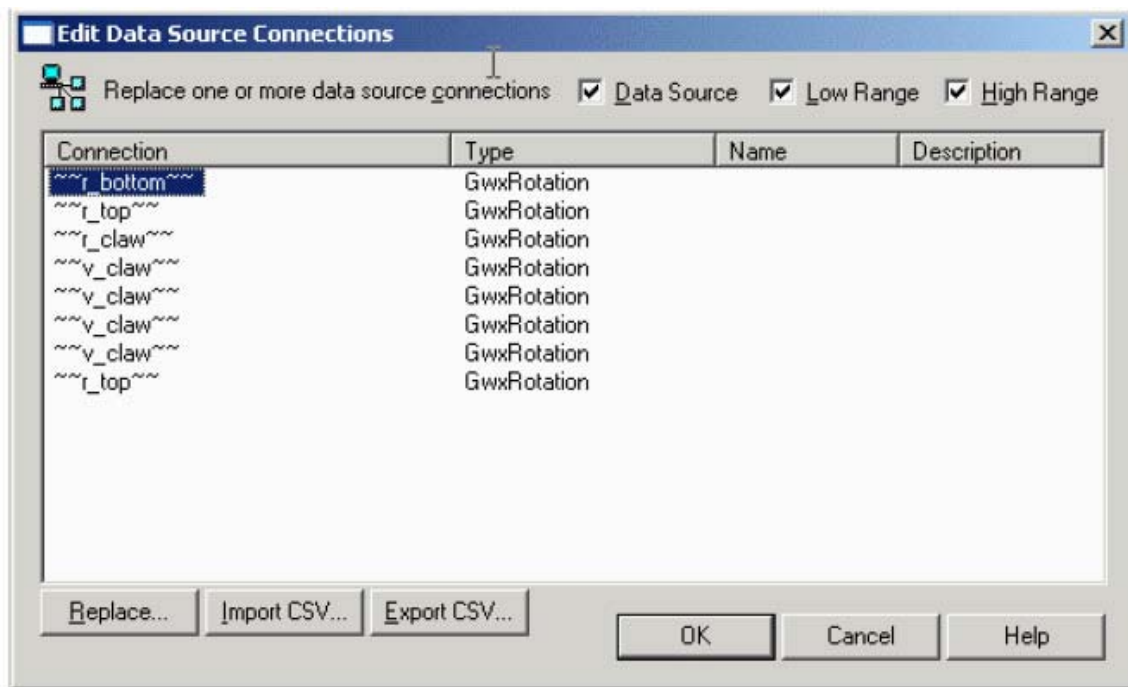 Edit Data Source Connections
Replace one or more data source connections Data Source Low Range High Range
Connection Type Name Description
~~r_bottom~~ GwxRotation
~~r_top~~ GwxRotation
~~r_claw~~ GwxRotation
~~v_claw~~ GwxRotation
~~v_claw~~ GwxRotation
~~v_claw~~ GwxRotation
~~v_claw~~ GwxRotation
~~r_top~~ GwxRotation
Replace... Import CSV... Export CSV...
OK Cancel Help